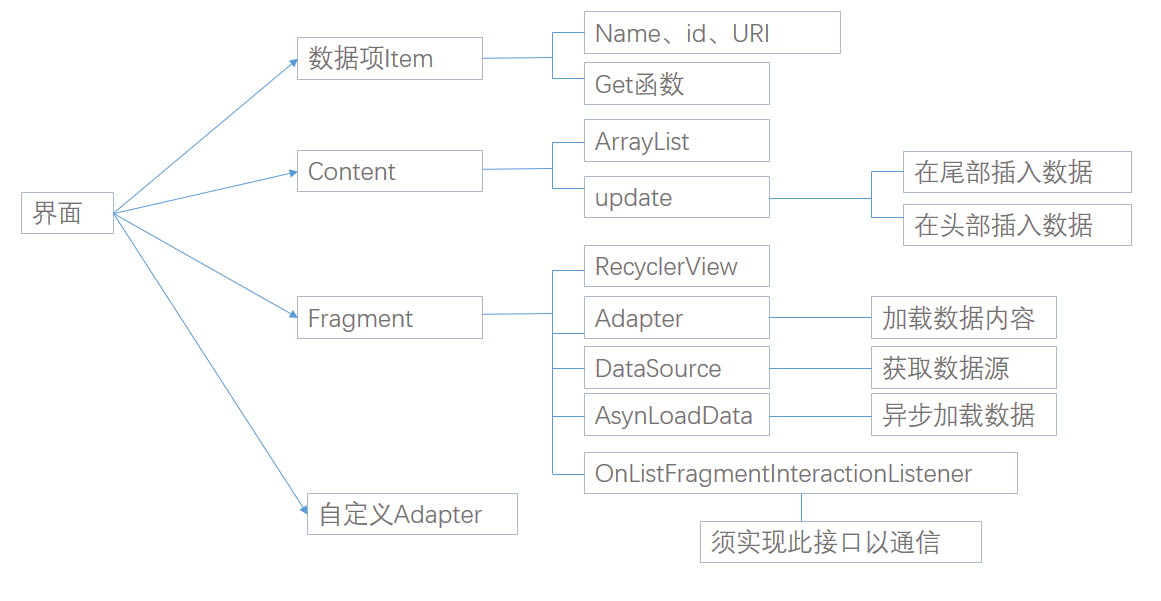 界面
数据项Item
Name、id、URI
Get函数
Content
ArrayList
update
在尾部插入数据
在头部插入数据
Fragment
RecyclerView
Adapter
加载数据内容
DataSource
获取数据源
AsynLoadData
异步加载数据
OnListFragmentInteractionListener
须实现此接口以通信
自定义Adapter